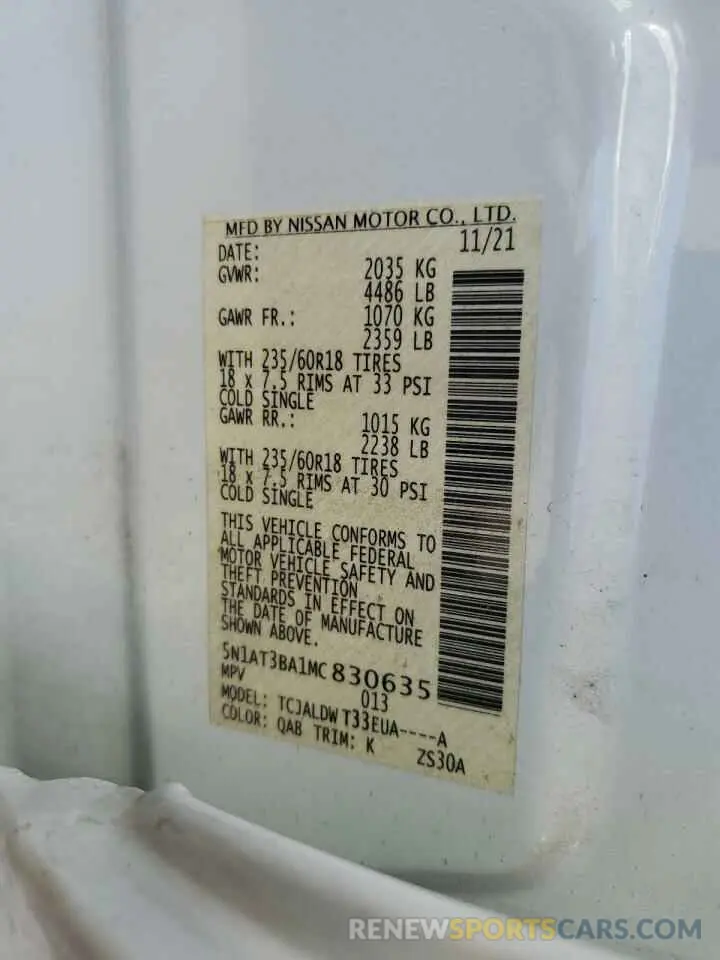 MFD BY NISSAN MOTOR CO., LTD.
DATE: 11/21
GVWR: 2035 KG
4486 LB
GAWR FR.: 1070 KG
2359 LB
WITH 235/60R18 TIRES
18 x 7.5 RIMS AT 33 PSI
COLD SINGLE
GAWR RR.: 1015 KG
2238 LB
WITH 235/60R18 TIRES
18 x 7.5 RIMS AT 30 PSI
COLD SINGLE
THIS VEHICLE CONFORMS TO
ALL APPLICABLE FEDERAL
MOTOR VEHICLE SAFETY AND
THEFT PREVENTION
STANDARDS IN EFFECT ON
THE DATE OF MANUFACTURE
SHOWN ABOVE.
5N1AT3BA1MC830635
MPV 013
MODEL: TCJALDW T33EUA----A
COLOR: QAB TRIM: K ZS30A
RENEWSPORTSCARS.COM